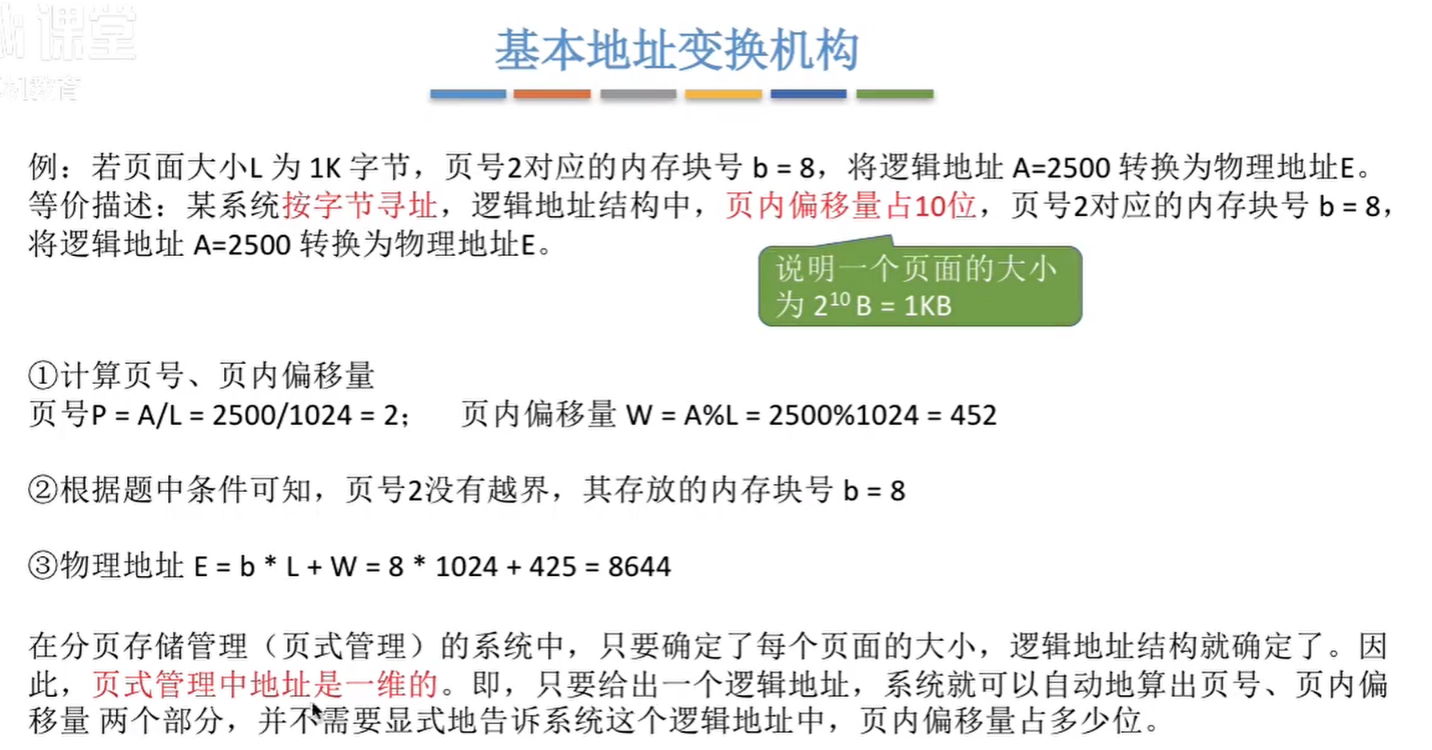 课堂
教育
基本地址变换机构
例：若页面大小L 为 1K 字节，页号2对应的内存块号 b = 8，将逻辑地址 A=2500 转换为物理地址E。
等价描述：某系统按字节寻址，逻辑地址结构中，页内偏移量占10位，页号2对应的内存块号 b = 8，
将逻辑地址 A=2500 转换为物理地址E。
说明一个页面的大小
为 2¹⁰ B = 1KB
①计算页号、页内偏移量
页号P = A/L = 2500/1024 = 2； 页内偏移量 W = A%L = 2500%1024 = 452
②根据题中条件可知，页号2没有越界，其存放的内存块号 b = 8
③物理地址 E = b * L + W = 8 * 1024 + 425 = 8644
在分页存储管理（页式管理）的系统中，只要确定了每个页面的大小，逻辑地址结构就确定了。因
此，页式管理中地址是一维的。即，只要给出一个逻辑地址，系统就可以自动地算出页号、页内偏
移量 两个部分，并不需要显式地告诉系统这个逻辑地址中，页内偏移量占多少位。